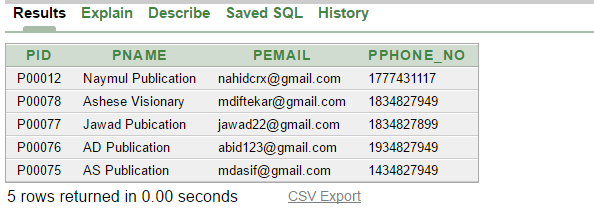 Results Explain Describe Saved SQL History
PID PNAME PEMAIL PPHONE_NO
P00012 Naymul Publication nahidcrx@gmail.com 1777431117
P00078 Ashese Visionary mdiftekar@gmail.com 1834827949
P00077 Jawad Pubication jawad22@gmail.com 1834827899
P00076 AD Publication abid123@gmail.com 1934827949
P00075 AS Publication mdasif@gmail.com 1434827949
5 rows returned in 0.00 seconds CSV Export